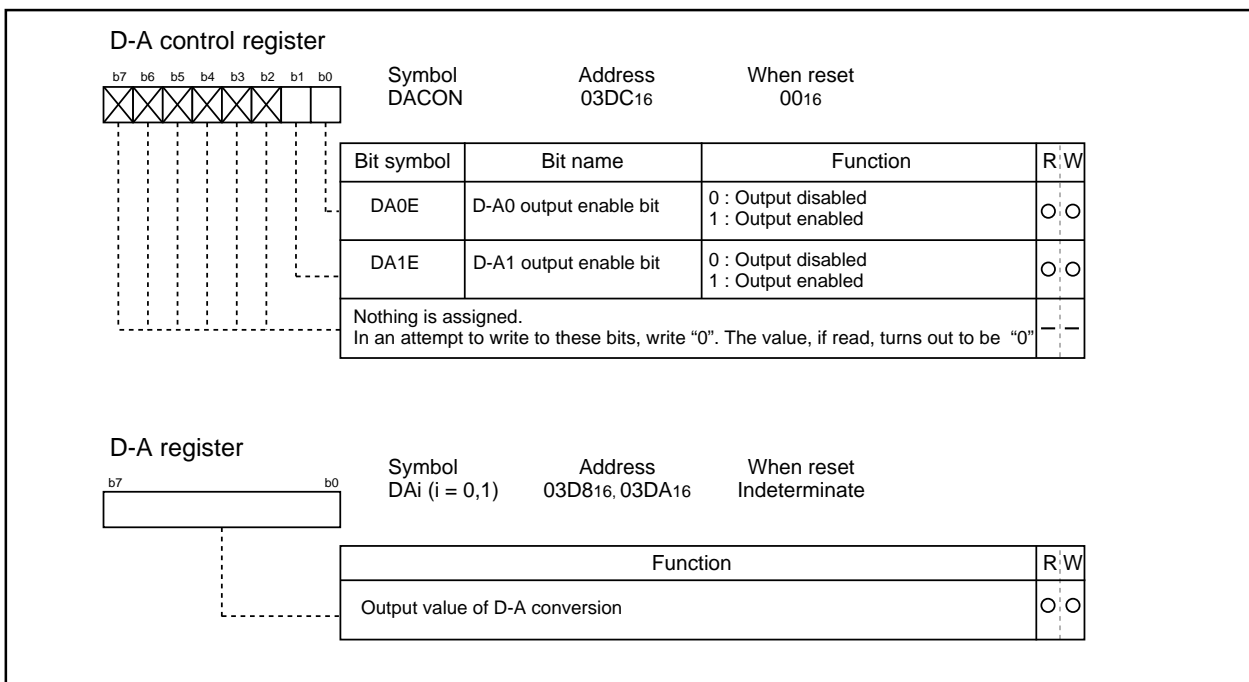 D-A control register
b7 b6 b5 b4 b3 b2 b1 b0
Symbol Address When reset
DACON 03DC16 0016
Bit symbol Bit name Function R W
DA0E D-A0 output enable bit 0 : Output disabled
1 : Output enabled
DA1E D-A1 output enable bit 0 : Output disabled
1 : Output enabled
Nothing is assigned.
In an attempt to write to these bits, write “0”. The value, if read, turns out to be “0”
D-A register
b7 b0
Symbol Address When reset
DAi (i = 0,1) 03D816, 03DA16 Indeterminate
Function R W
Output value of D-A conversion